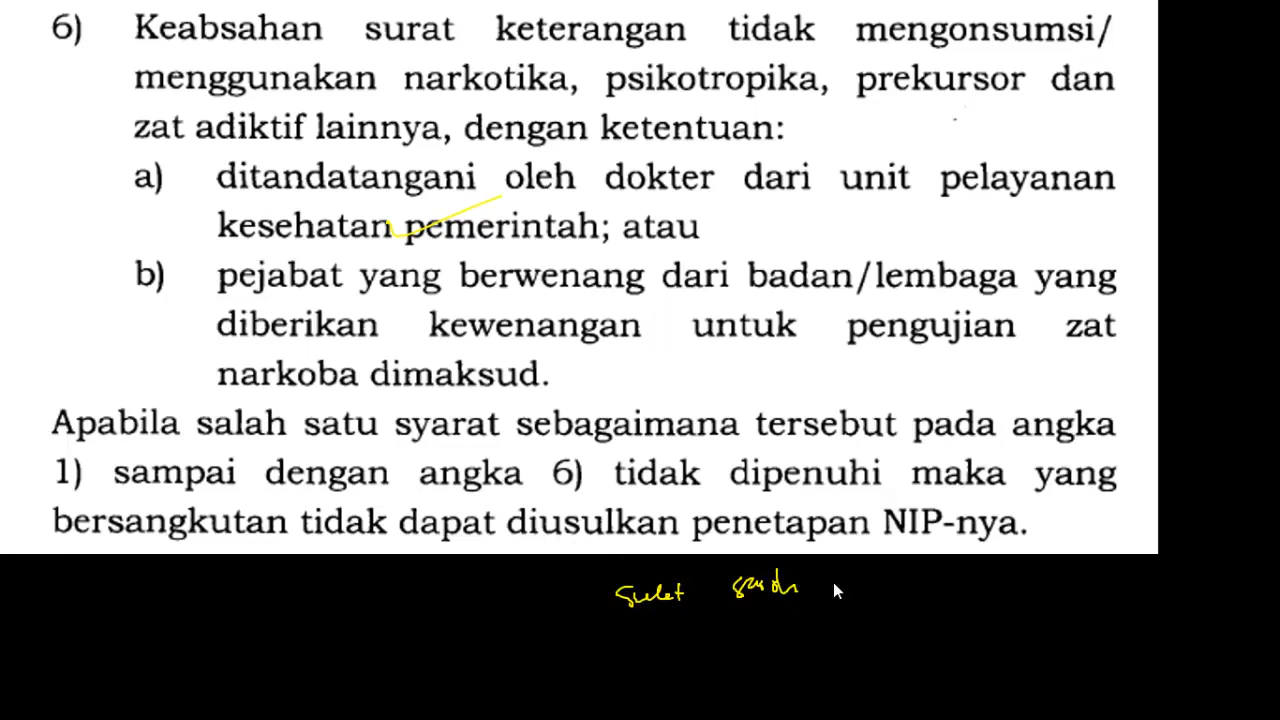 6) Keabsahan surat keterangan tidak mengonsumsi/
menggunakan narkotika, psikotropika, prekursor dan
zat adiktif lainnya, dengan ketentuan:
a) ditandatangani oleh dokter dari unit pelayanan
kesehatan pemerintah; atau
b) pejabat yang berwenang dari badan/lembaga yang
diberikan kewenangan untuk pengujian zat
narkoba dimaksud.
Apabila salah satu syarat sebagaimana tersebut pada angka
1) sampai dengan angka 6) tidak dipenuhi maka yang
bersangkutan tidak dapat diusulkan penetapan NIP-nya.